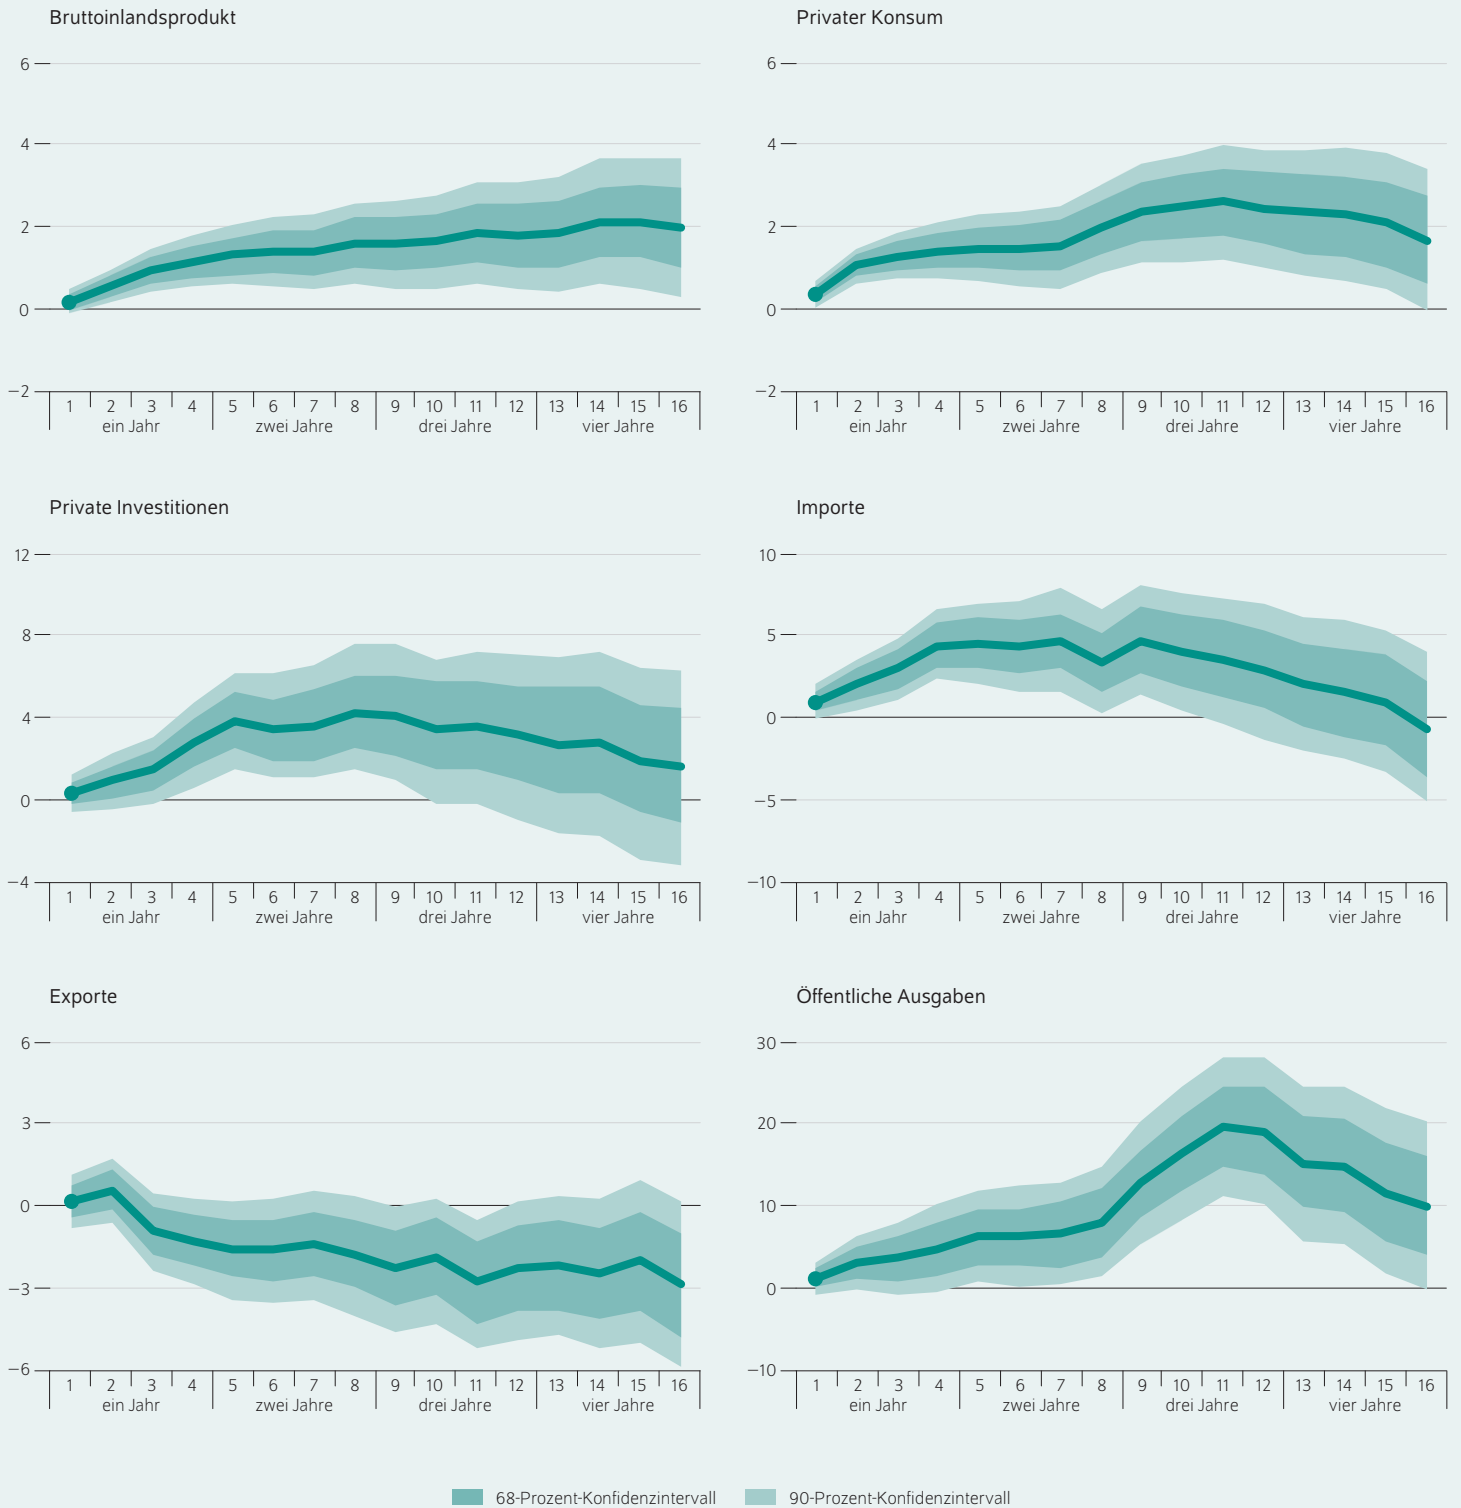 Bruttoinlandsprodukt
6
4
2
0
−2
1 2 3 4 5 6 7 8 9 10 11 12 13 14 15 16
ein Jahr zwei Jahre drei Jahre vier Jahre
Privater Konsum
6
4
2
0
−2
1 2 3 4 5 6 7 8 9 10 11 12 13 14 15 16
ein Jahr zwei Jahre drei Jahre vier Jahre
Private Investitionen
12
8
4
0
−4
1 2 3 4 5 6 7 8 9 10 11 12 13 14 15 16
ein Jahr zwei Jahre drei Jahre vier Jahre
Importe
10
5
0
−5
−10
1 2 3 4 5 6 7 8 9 10 11 12 13 14 15 16
ein Jahr zwei Jahre drei Jahre vier Jahre
Exporte
6
3
0
−3
−6
1 2 3 4 5 6 7 8 9 10 11 12 13 14 15 16
ein Jahr zwei Jahre drei Jahre vier Jahre
Öffentliche Ausgaben
30
20
10
0
−10
1 2 3 4 5 6 7 8 9 10 11 12 13 14 15 16
ein Jahr zwei Jahre drei Jahre vier Jahre
68-Prozent-Konfidenzintervall 90-Prozent-Konfidenzintervall